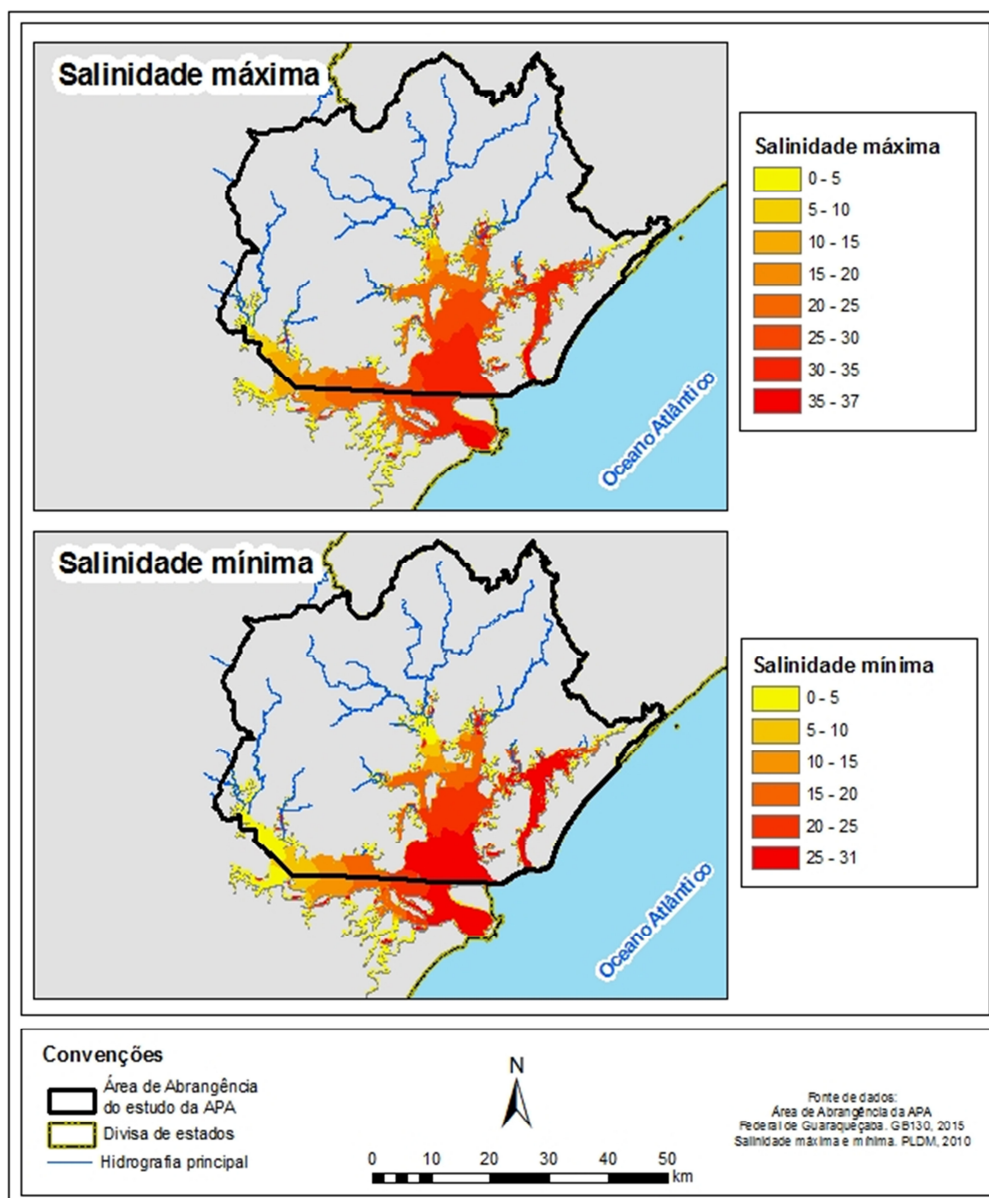 Salinidade máxima
Oceano Atlântico
Salinidade máxima
0 - 5
5 - 10
10 - 15
15 - 20
20 - 25
25 - 30
30 - 35
35 - 37
Salinidade mínima
Oceano Atlântico
Salinidade mínima
0 - 5
5 - 10
10 - 15
15 - 20
20 - 25
25 - 31
Convenções
Área de Abrangência
do estudo da APA
Divisa de estados
Hidrografia principal
N
0 10 20 30 40 50
km
Fonte de dados:
Área de Abrangência da APA
Federal de Guaraqueçaba. GB130, 2015
Salinidade máxima e mínima. PLDM, 2010